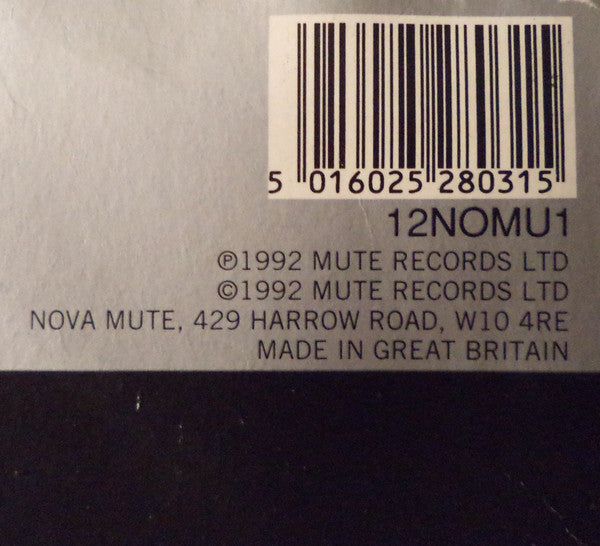 5 016025 280315
12NOMU1
℗1992 MUTE RECORDS LTD
©1992 MUTE RECORDS LTD
NOVA MUTE, 429 HARROW ROAD, W10 4RE
MADE IN GREAT BRITAIN